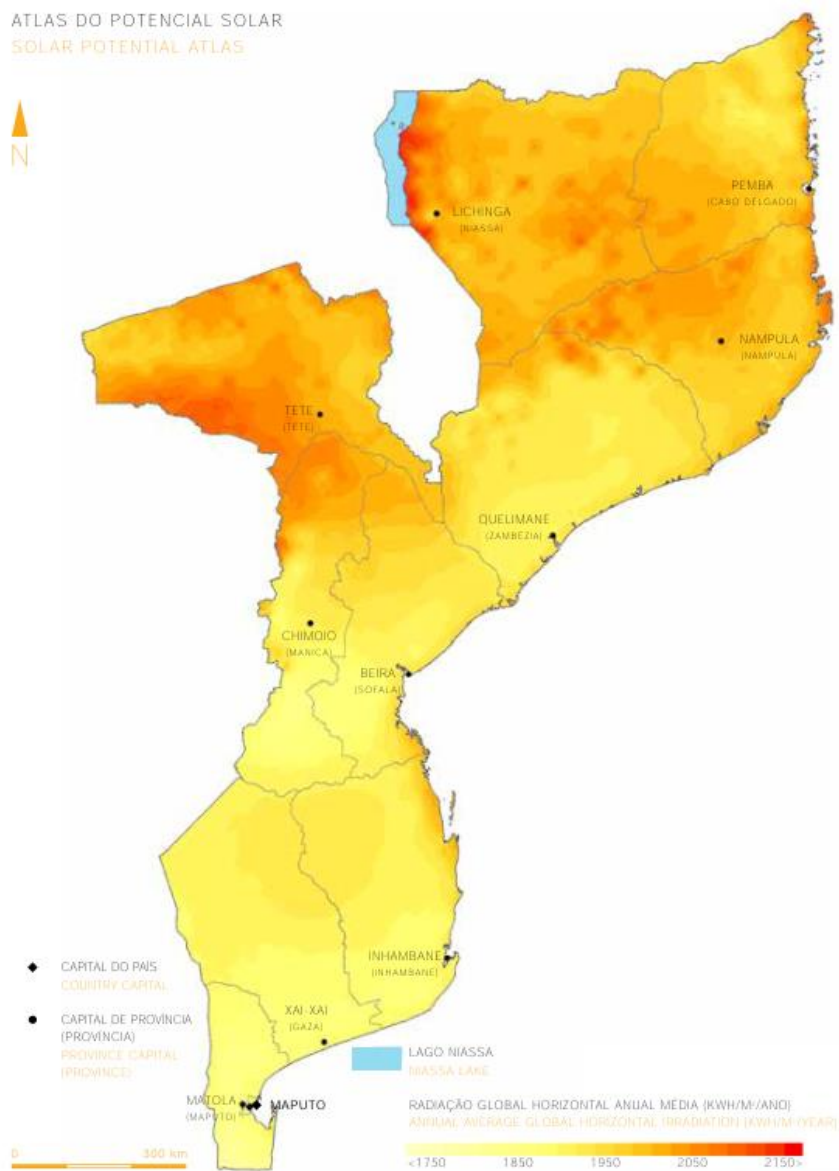 ATLAS DO POTENCIAL SOLAR
SOLAR POTENTIAL ATLAS
N
PEMBA
(CABO DELGADO)
LICHINGA
(NIASSA)
NAMPULA
(NAMPULA)
TETE
(TETE)
QUELIMANE
(ZAMBÉZIA)
CHIMOIO
(MANICA)
BEIRA
(SOFALA)
INHAMBANE
(INHAMBANE)
CAPITAL DO PAÍS
COUNTRY CAPITAL
XAI-XAI
(GAZA)
CAPITAL DE PROVÍNCIA
(PROVÍNCIA)
PROVINCE CAPITAL
(PROVINCE)
LAGO NIASSA
NIASSA LAKE
MATOLA
(MAPUTO)
MAPUTO
RADIAÇÃO GLOBAL HORIZONTAL ANUAL MÉDIA (KWH/M²/ANO)
ANNUAL AVERAGE GLOBAL HORIZONTAL IRRADIATION (KWH/M²/YEAR)
0 300 km
<1750 1850 1950 2050 2150>